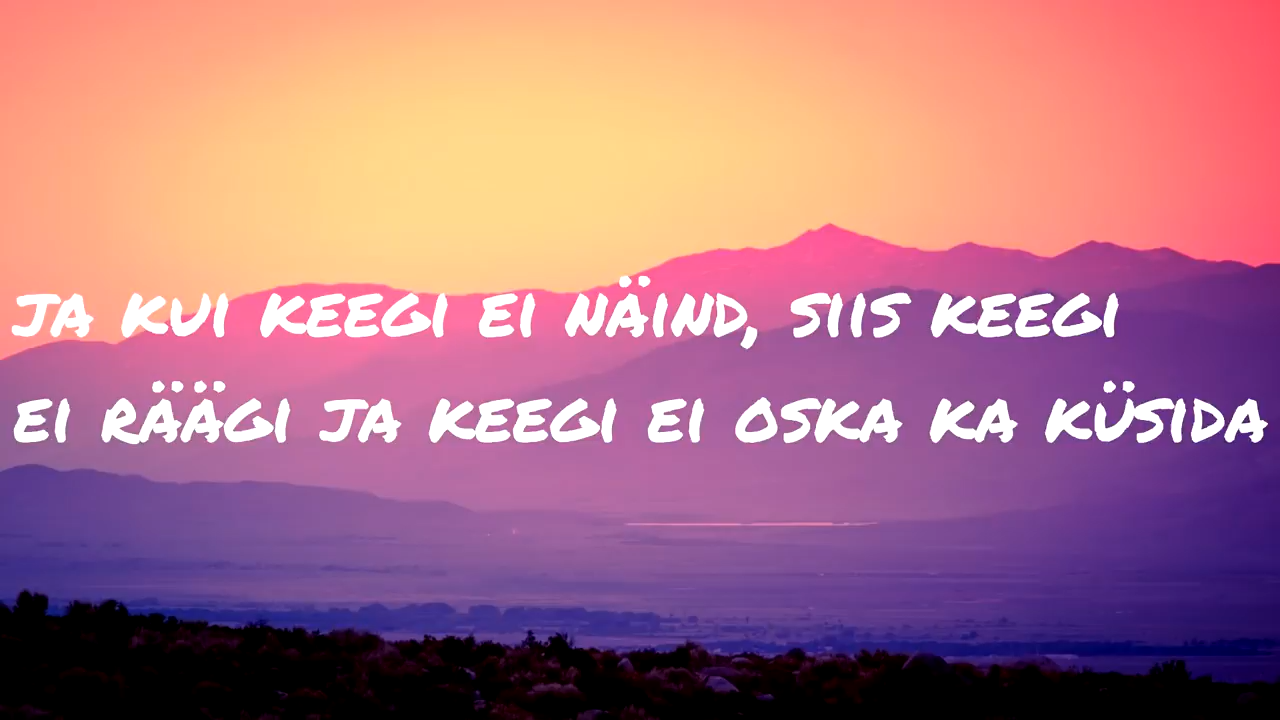 JA KUI KEEGI EI NÄIND, SIIS KEEGI
EI RÄÄGI JA KEEGI EI OSKA KA KÜSIDA